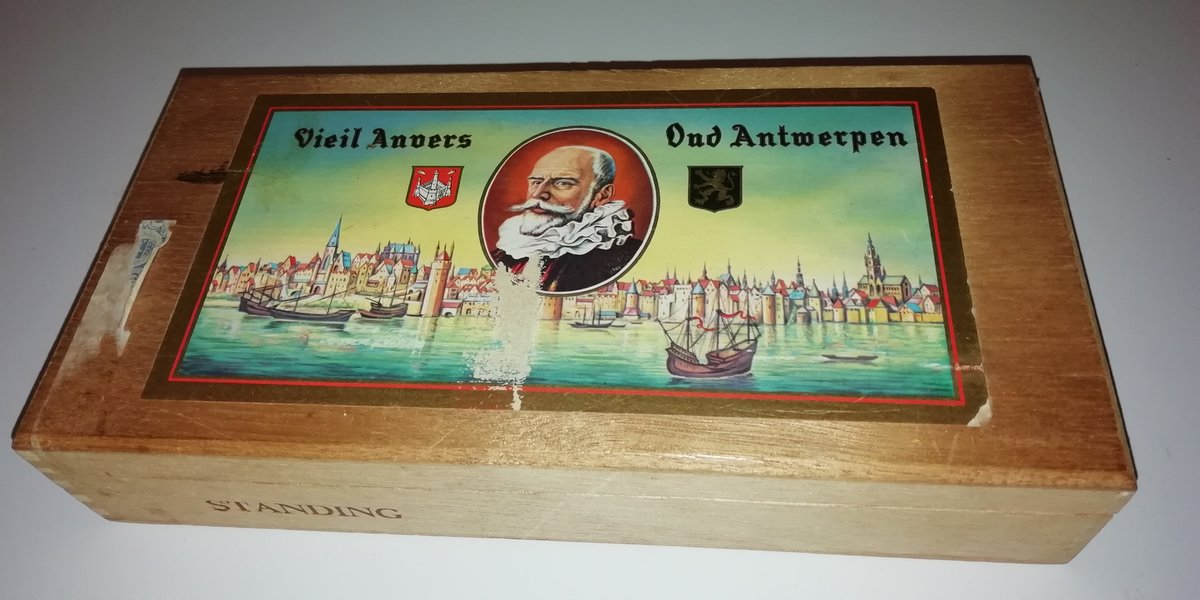 Vieil Anvers
Oud Antwerpen
STANDING